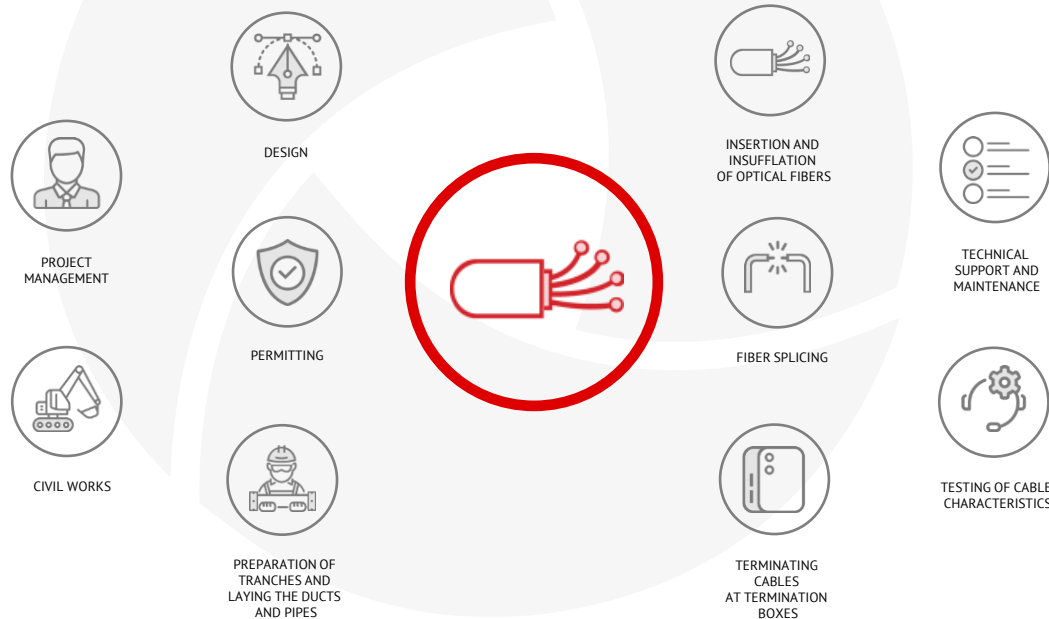 DESIGN
INSERTION AND
INSUFFLATION
OF OPTICAL FIBERS
PROJECT
MANAGEMENT
TECHNICAL
SUPPORT AND
MAINTENANCE
PERMITTING
FIBER SPLICING
CIVIL WORKS
TESTING OF CABLE
CHARACTERISTICS
PREPARATION OF
TRANCHES AND
LAYING THE DUCTS
AND PIPES
TERMINATING
CABLES
AT TERMINATION
BOXES